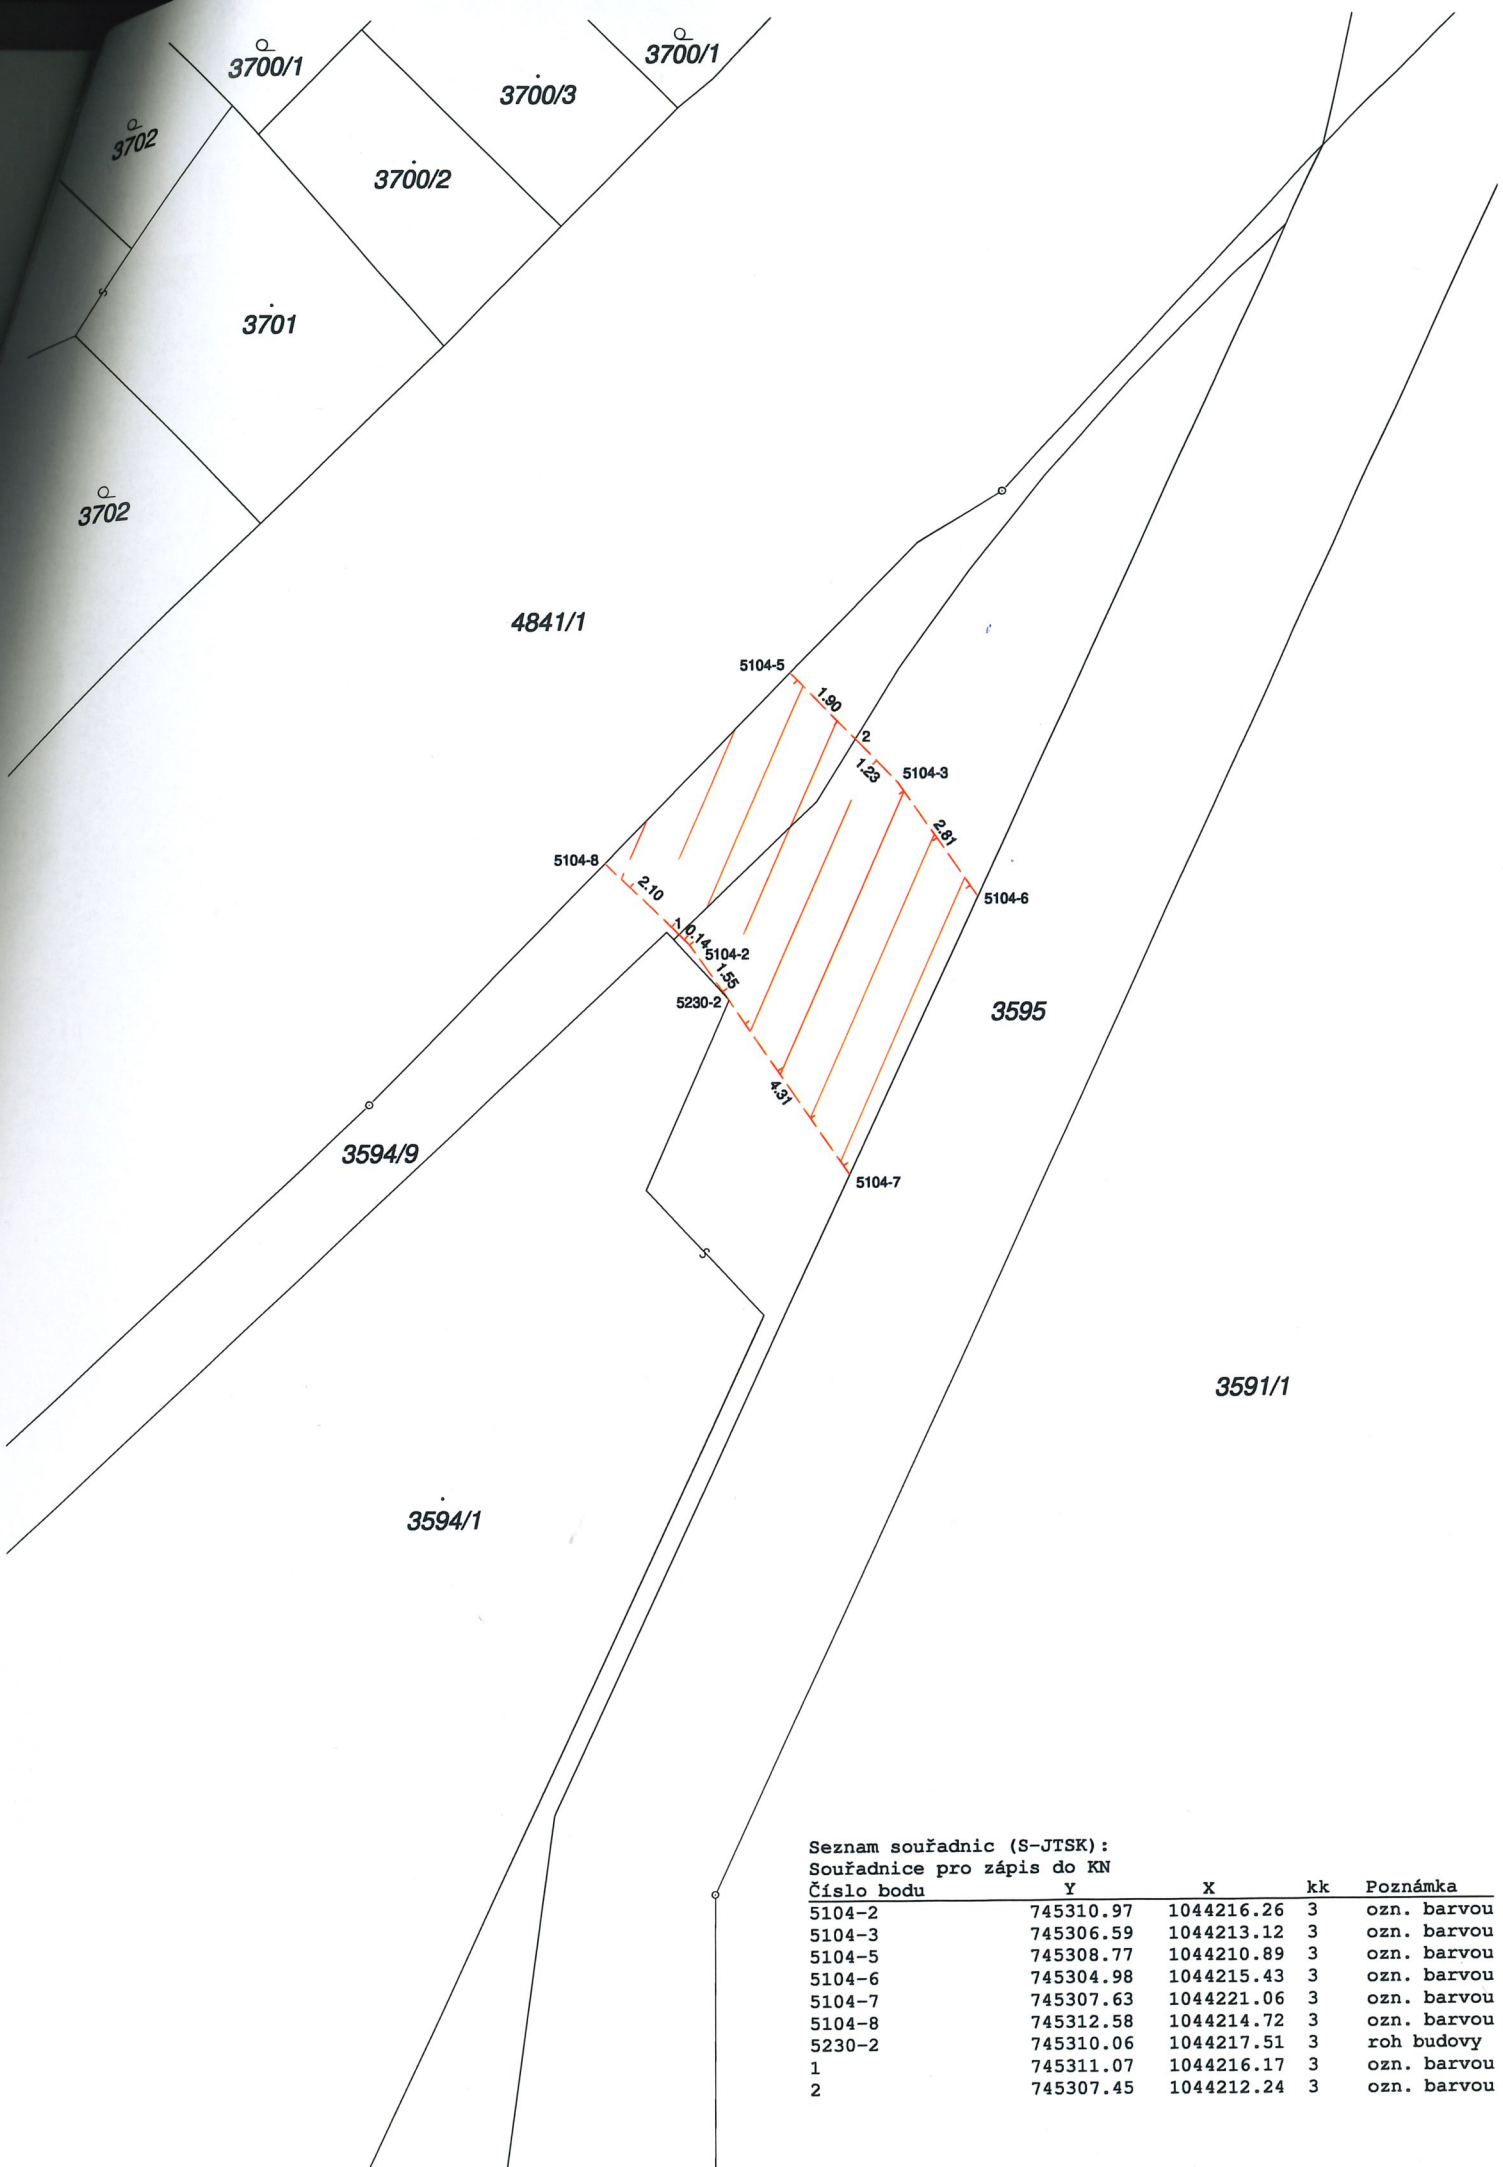 3700/1
3700/1
3700/3
3702
3700/2
3701
3702
4841/1
5104-5
1.90
2
1.23
5104-3
2.81
5104-8
2.10
5104-6
1
0.14
5104-2
1.55
5230-2
3595
4.31
3594/9
5104-7
3591/1
3594/1
Seznam souřadnic (S-JTSK):
Souřadnice pro zápis do KN
Číslo bodu Y X kk Poznámka
5104-2 745310.97 1044216.26 3 ozn. barvou
5104-3 745306.59 1044213.12 3 ozn. barvou
5104-5 745308.77 1044210.89 3 ozn. barvou
5104-6 745304.98 1044215.43 3 ozn. barvou
5104-7 745307.63 1044221.06 3 ozn. barvou
5104-8 745312.58 1044214.72 3 ozn. barvou
5230-2 745310.06 1044217.51 3 roh budovy
1 745311.07 1044216.17 3 ozn. barvou
2 745307.45 1044212.24 3 ozn. barvou